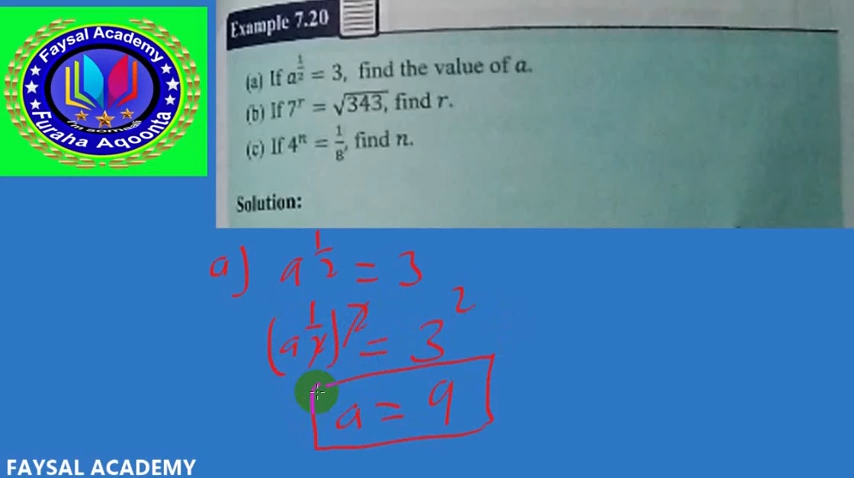 Faysal Academy
I'm somali
Furaha Aqoonta
Example 7.20
(a) If a^{1/2} = 3, find the value of a.
(b) If 7^r = √343, find r.
(c) If 4^n = 1/8, find n.
Solution:
a) a^{1/2} = 3
(a^{1/2})^2 = 3^2
a = 9
FAYSAL ACADEMY